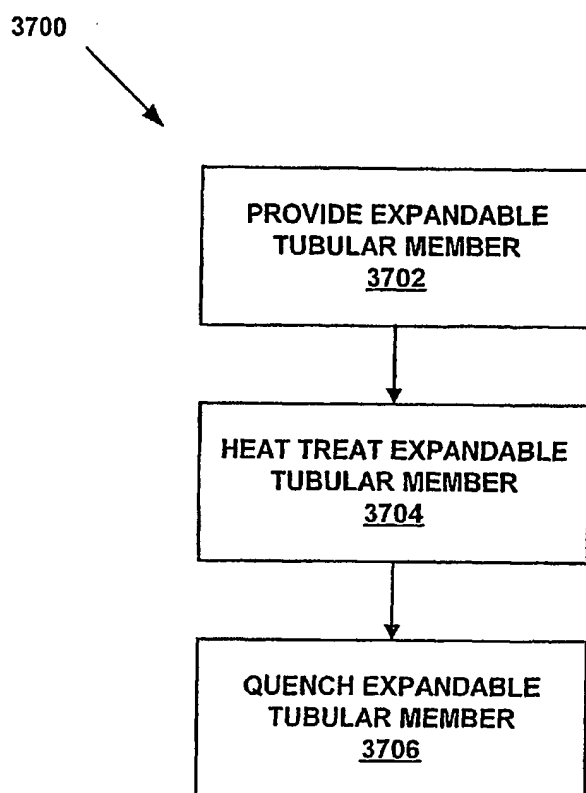 3700
PROVIDE EXPANDABLE
TUBULAR MEMBER
3702
HEAT TREAT EXPANDABLE
TUBULAR MEMBER
3704
QUENCH EXPANDABLE
TUBULAR MEMBER
3706